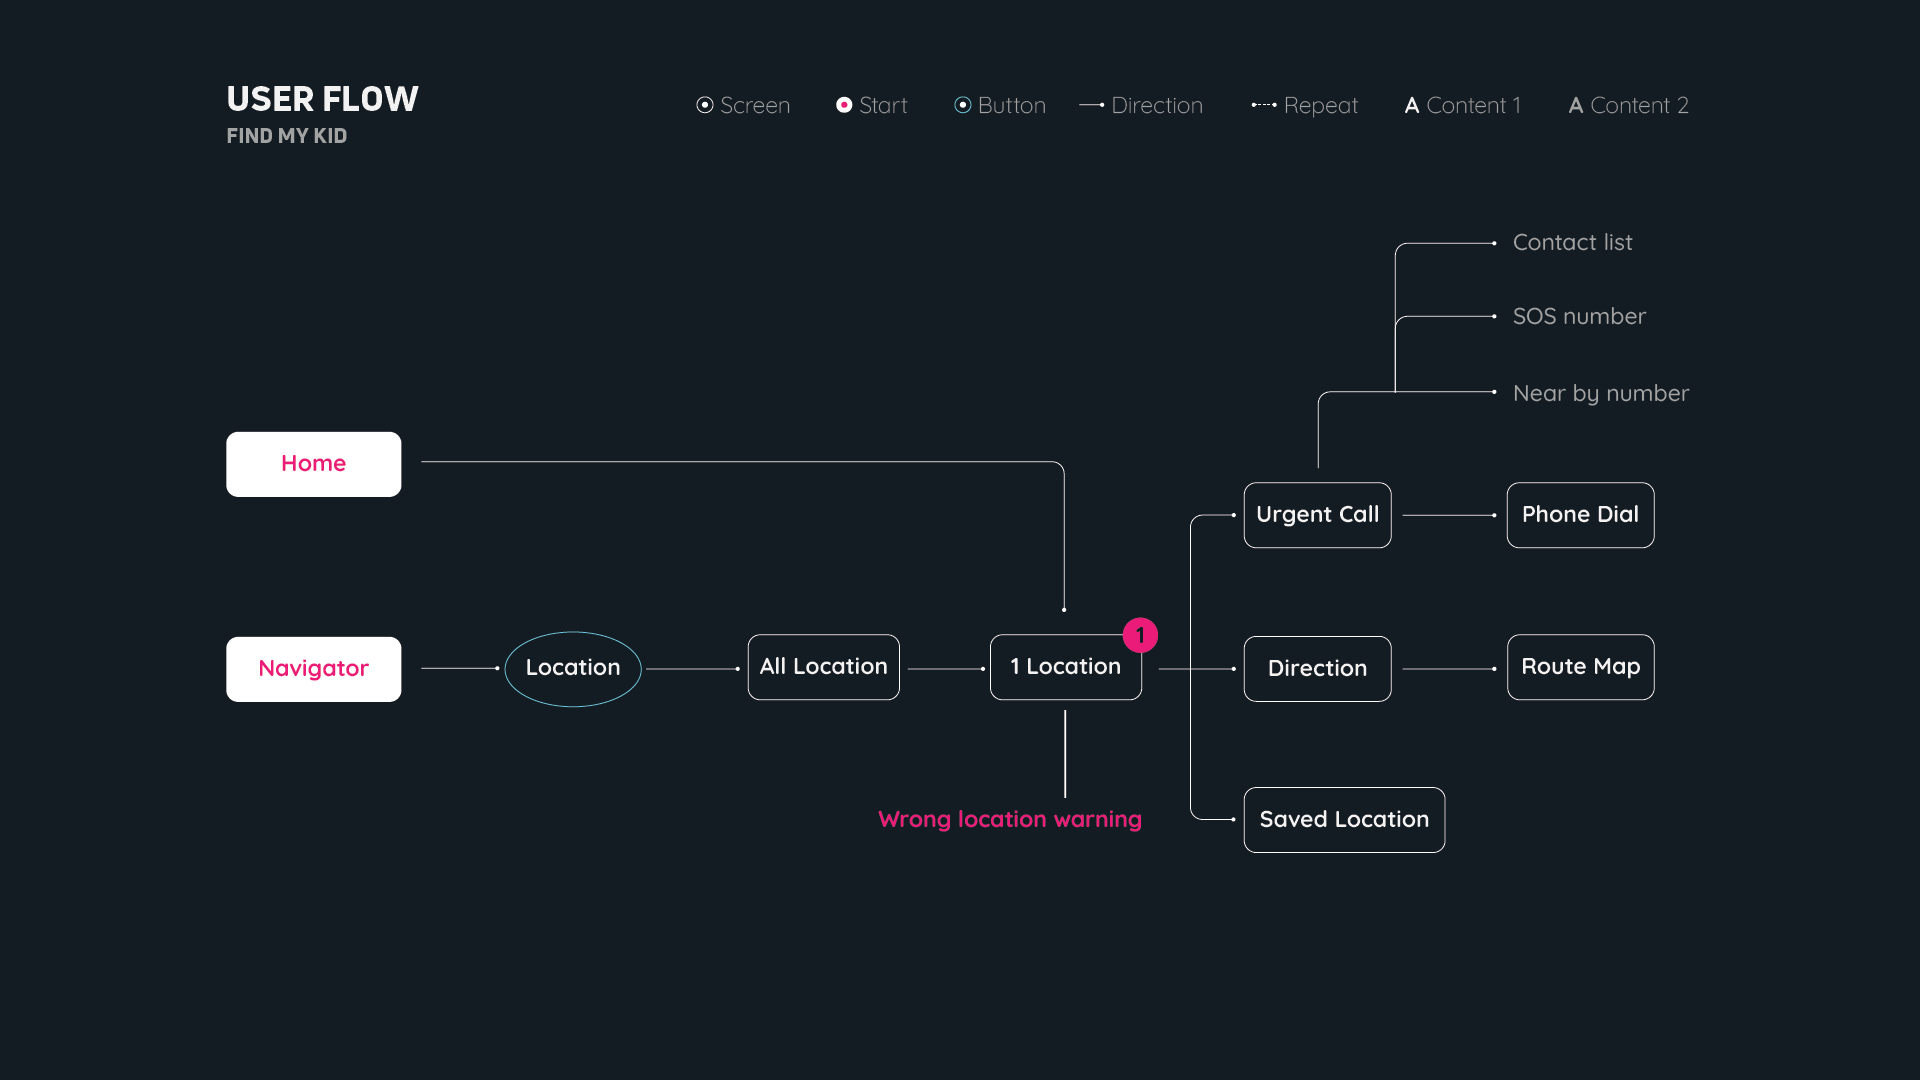 USER FLOW
FIND MY KID
Screen
Start
Button
Direction
Repeat
A Content 1
A Content 2
Contact list
SOS number
Near by number
Home
Urgent Call
Phone Dial
Navigator
Location
All Location
1 Location
1
Direction
Route Map
Wrong location warning
Saved Location